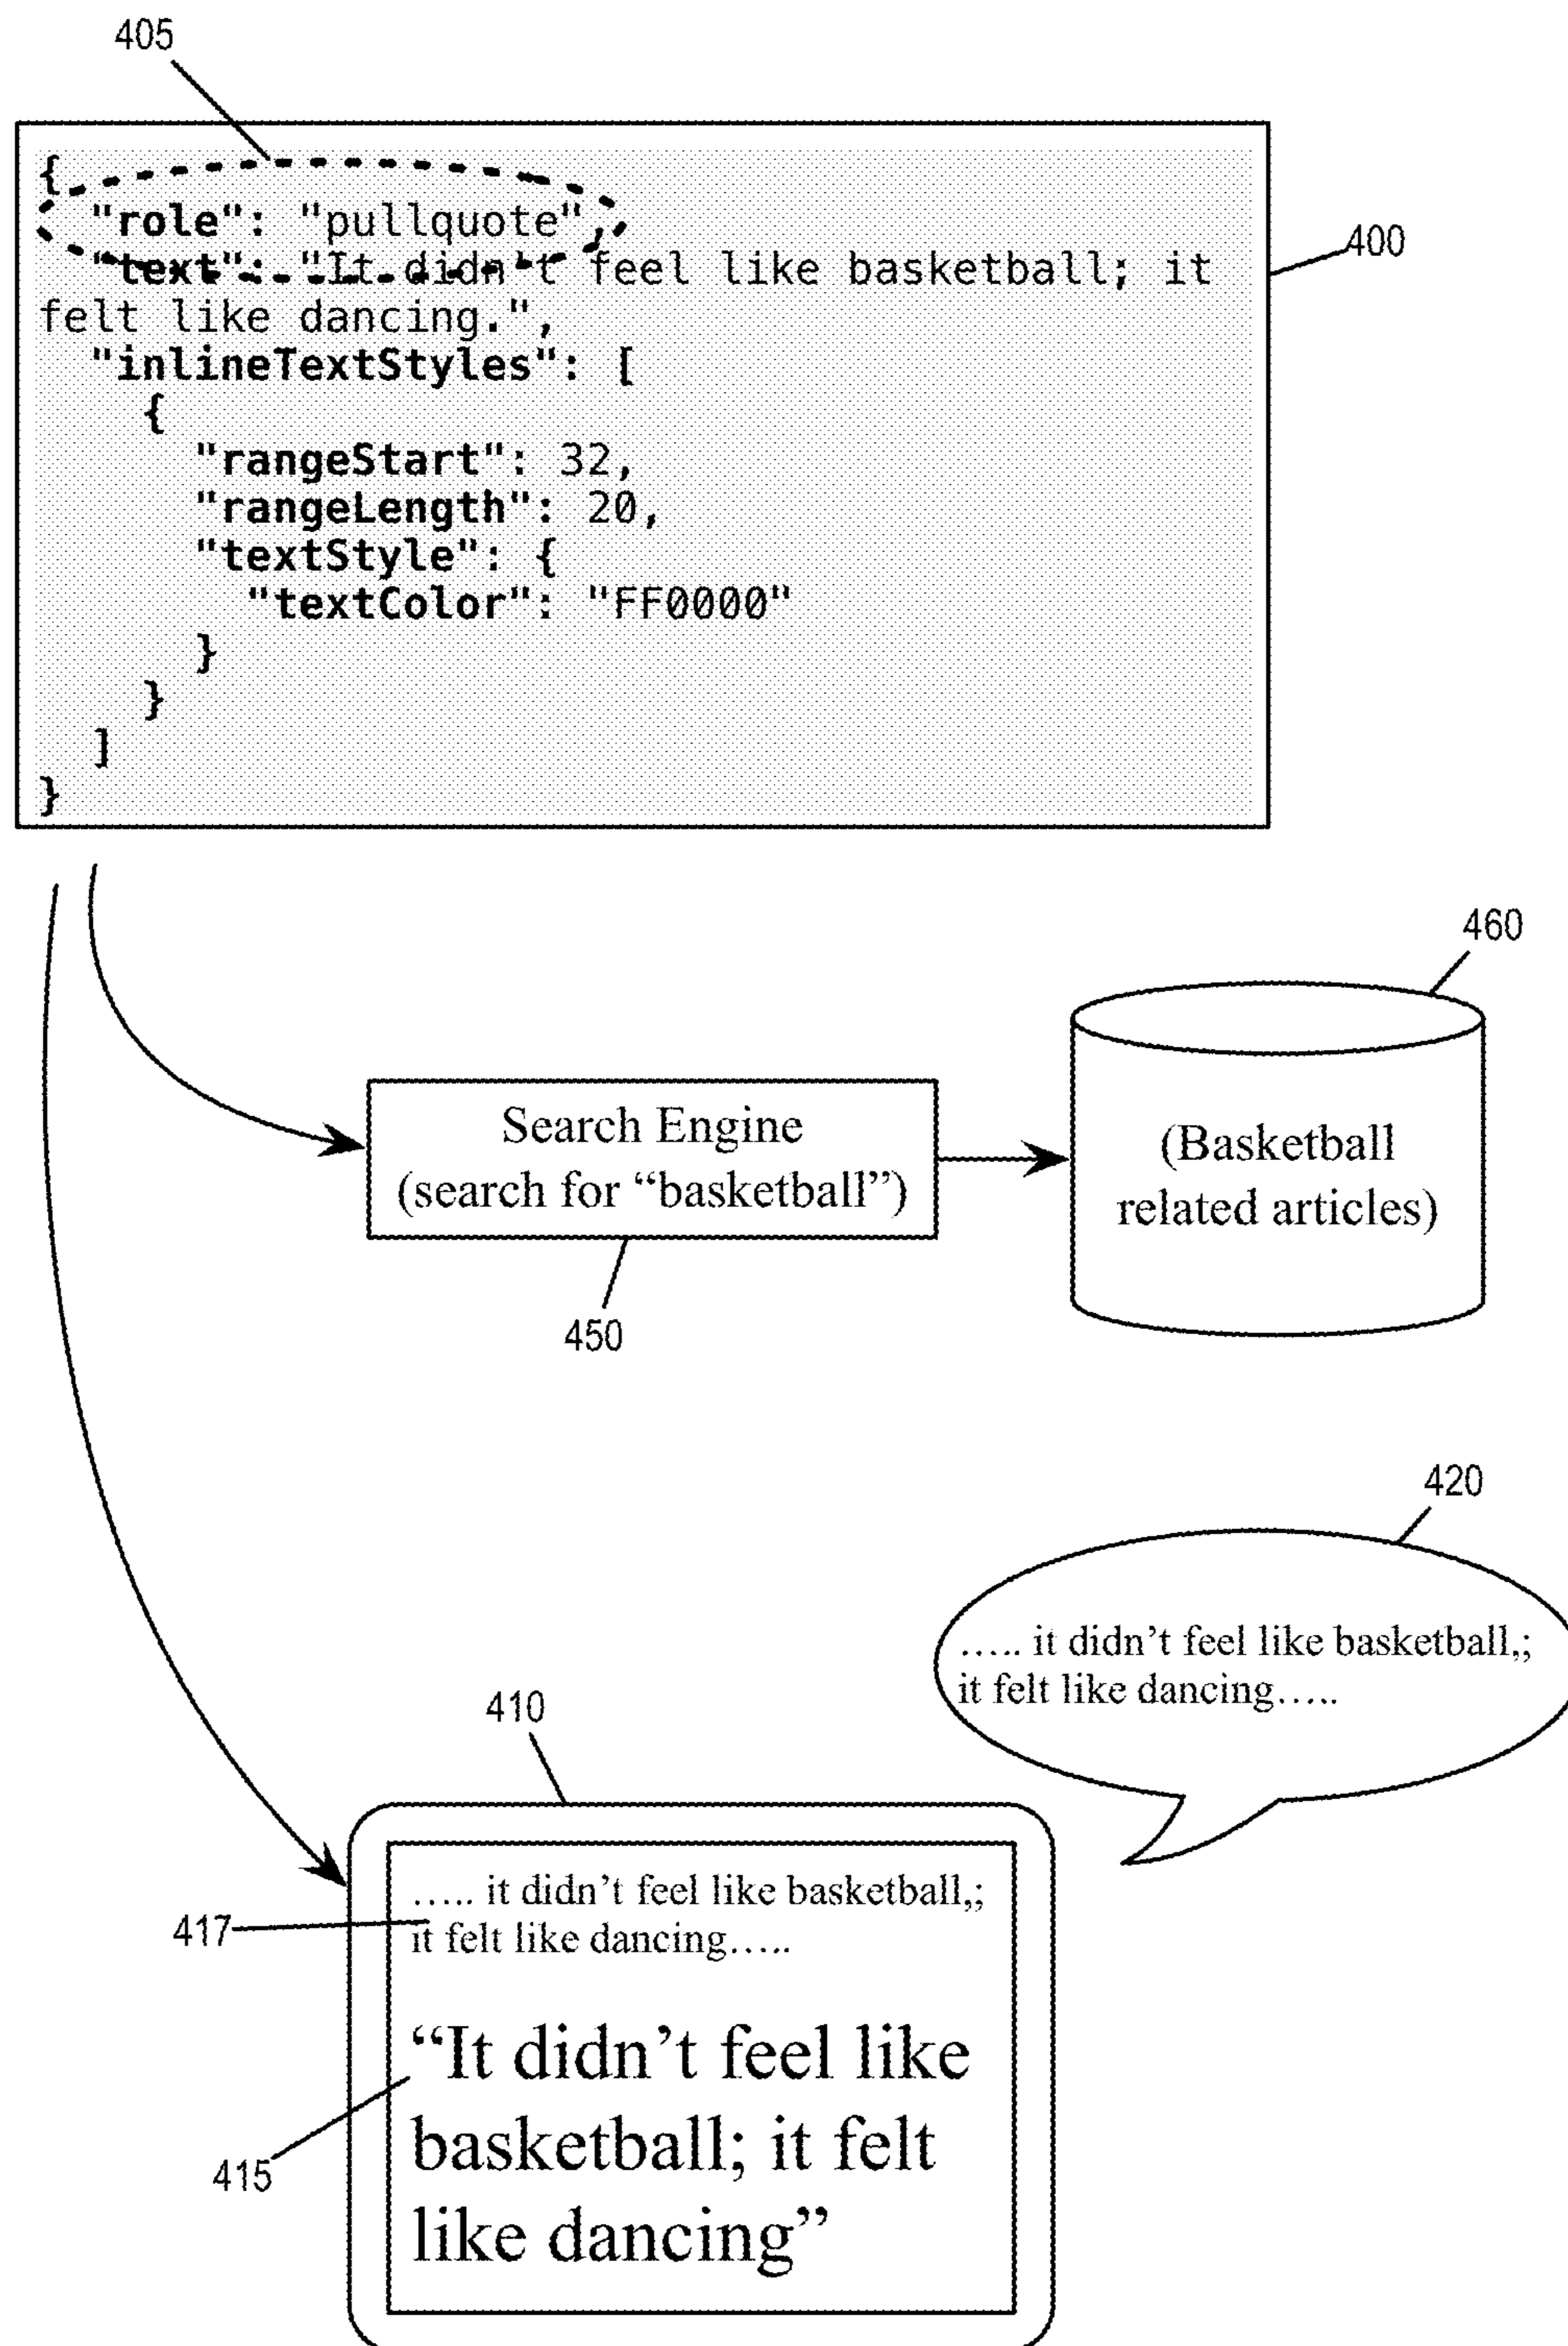 405
{
"role": "pullquote",
"text": "It didn't feel like basketball; it
felt like dancing.",
"inlineTextStyles": [
{
"rangeStart": 32,
"rangeLength": 20,
"textStyle": {
"textColor": "FF0000"
}
}
]
}
400
460
Search Engine
(search for “basketball”)
(Basketball
related articles)
450
420
….. it didn’t feel like basketball,;
it felt like dancing…..
410
….. it didn’t feel like basketball,;
it felt like dancing…..
417
“It didn’t feel like
basketball; it felt
like dancing”
415